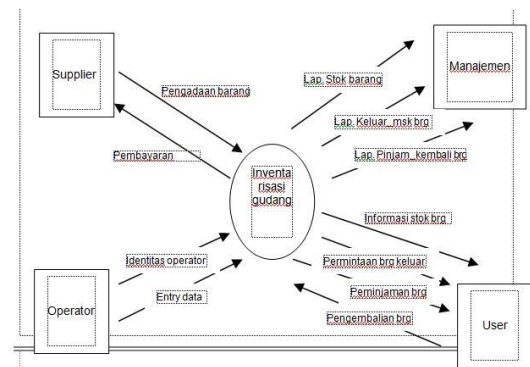 Supplier
Manajemen
Pengadaan barang
Lap. Stok barang
Lap. Keluar_msk brg
Pembayaran
Lap. Pinjam_kembali brg
Inventa
risasi
gudang
Informasi stok brg
Identitas operator
Permintaan brg keluar
Entry data
Peminjaman brg
Operator
Pengembalian brg
User